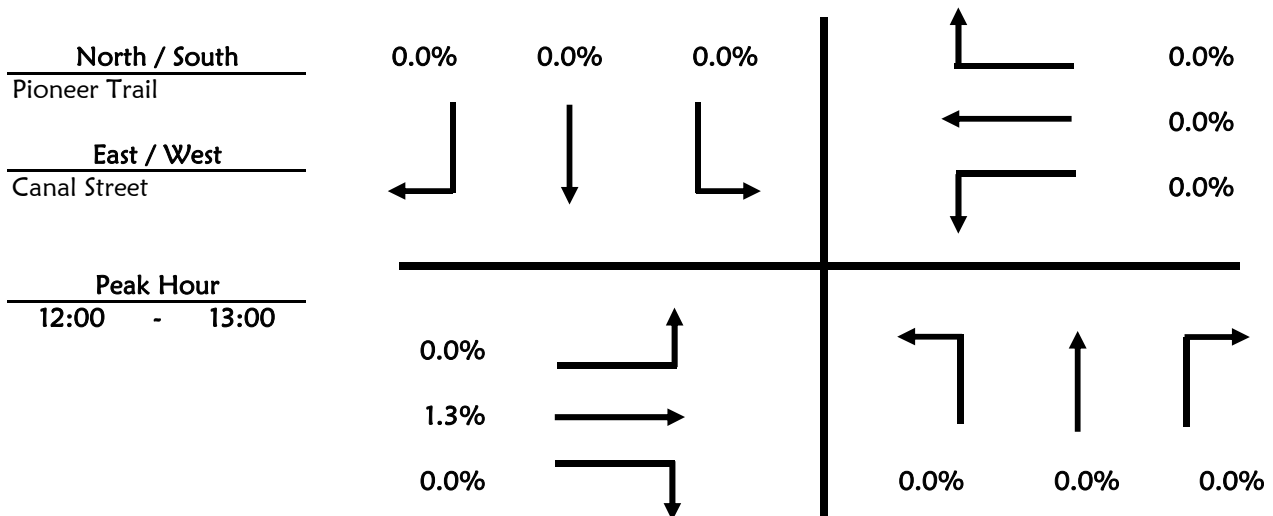 North / South
Pioneer Trail
East / West
Canal Street
Peak Hour
12:00 - 13:00
0.0% 0.0% 0.0%
0.0%
0.0%
0.0%
0.0%
1.3%
0.0%
0.0% 0.0% 0.0%